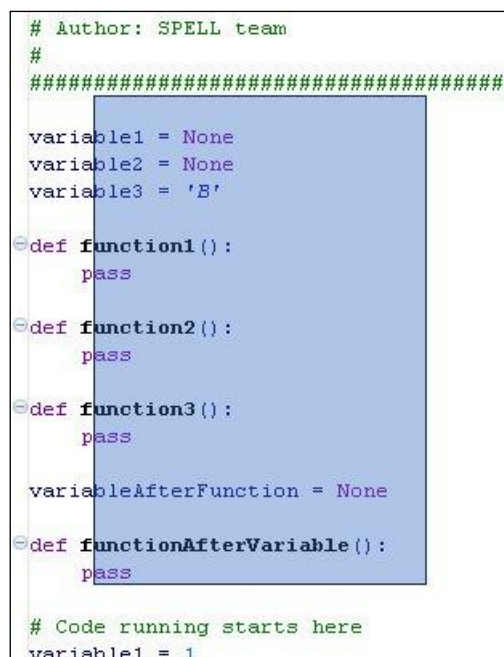 # Author: SPELL team
#
#####################################
variable1 = None
variable2 = None
variable3 = 'B'
def function1():
pass
def function2():
pass
def function3():
pass
variableAfterFunction = None
def functionAfterVariable():
pass
# Code running starts here
variable1 = 1